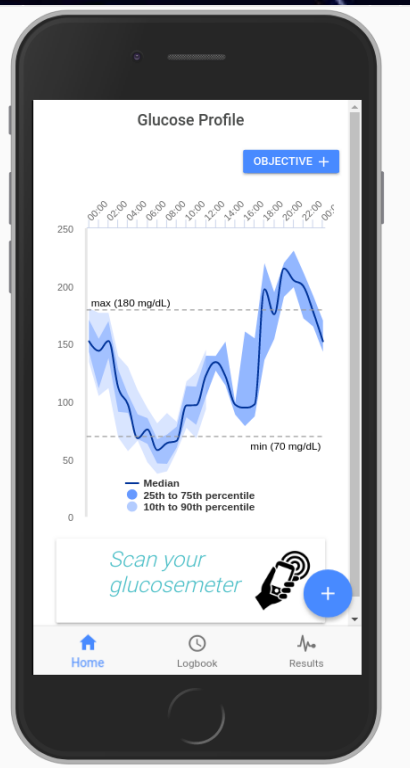 Glucose Profile
OBJECTIVE +
00:00 02:00 04:00 06:00 08:00 10:00 12:00 14:00 16:00 18:00 20:00 22:00 00:
250
200
max (180 mg/dL)
150
100
min (70 mg/dL)
50
Median
25th to 75th percentile
10th to 90th percentile
0
Scan your
glucosemeter
+
Home Logbook Results